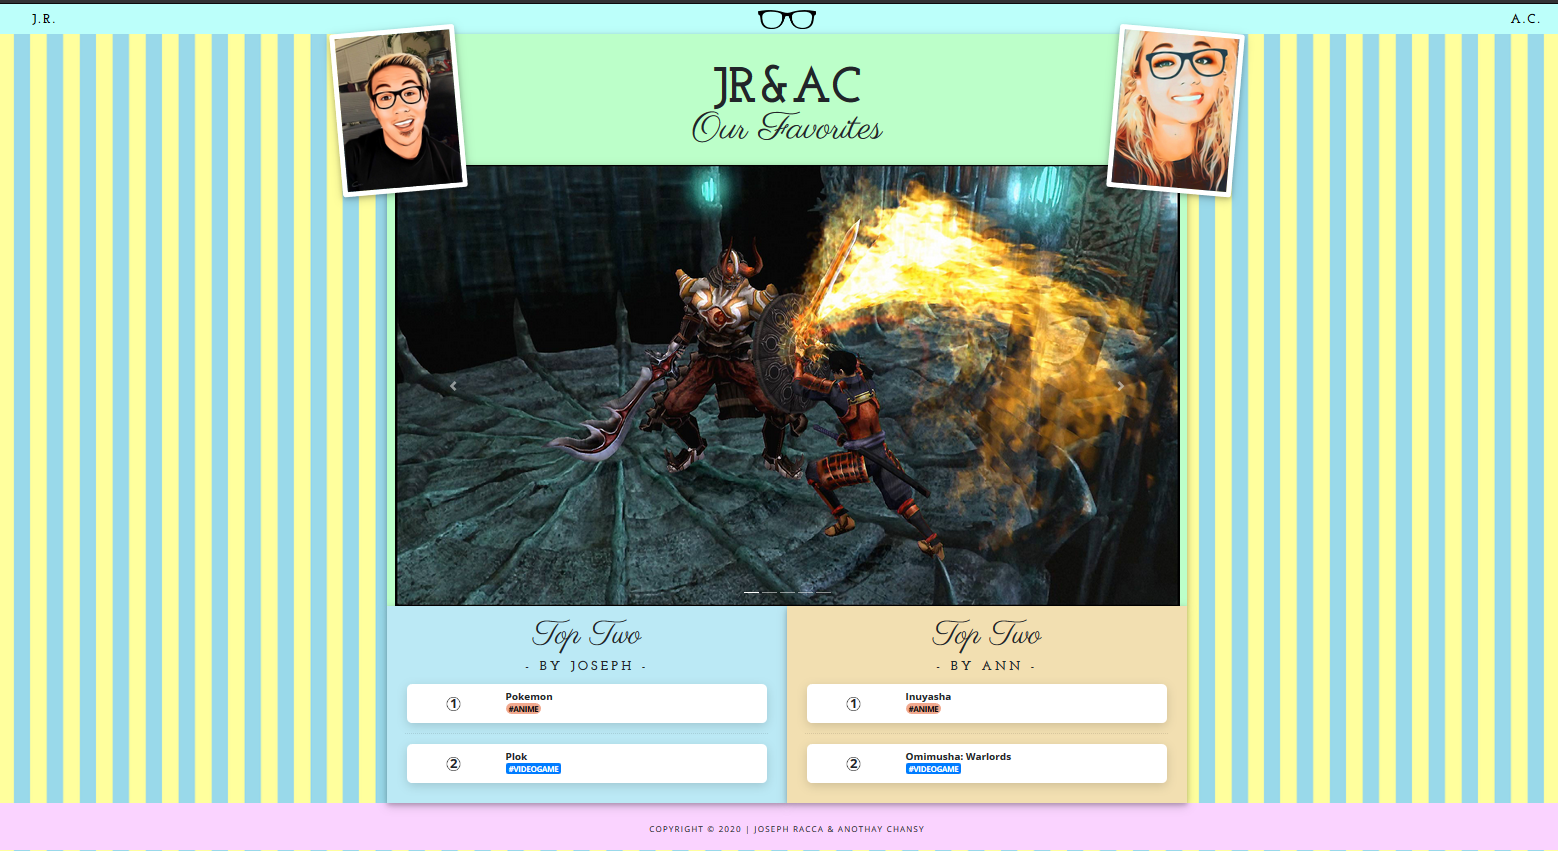 J.R.
A.C.
JR & AC
Our Favorites
Top Two
- BY JOSEPH -
① Pokemon
#ANIME
② Plok
#VIDEOGAME
Top Two
- BY ANN -
① Inuyasha
#ANIME
② Omimusha: Warlords
#VIDEOGAME
COPYRIGHT © 2020 | JOSEPH RACCA & ANOTHAY CHANSY